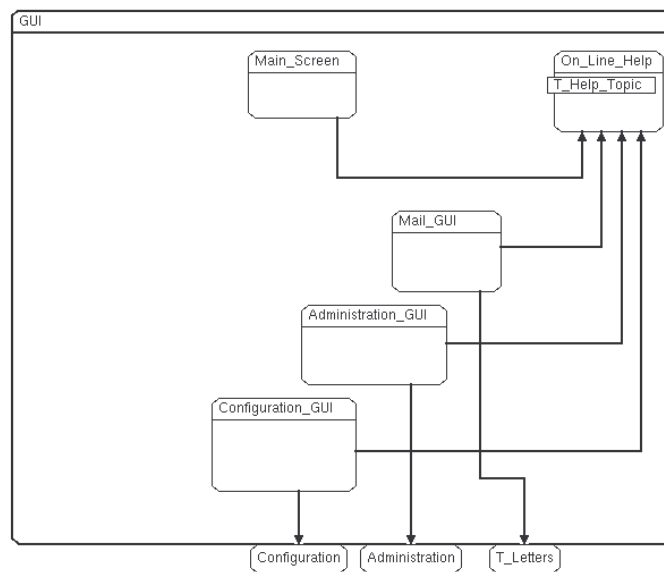 GUI
Main_Screen
On_Line_Help
T_Help_Topic
Mail_GUI
Administration_GUI
Configuration_GUI
Configuration
Administration
T_Letters